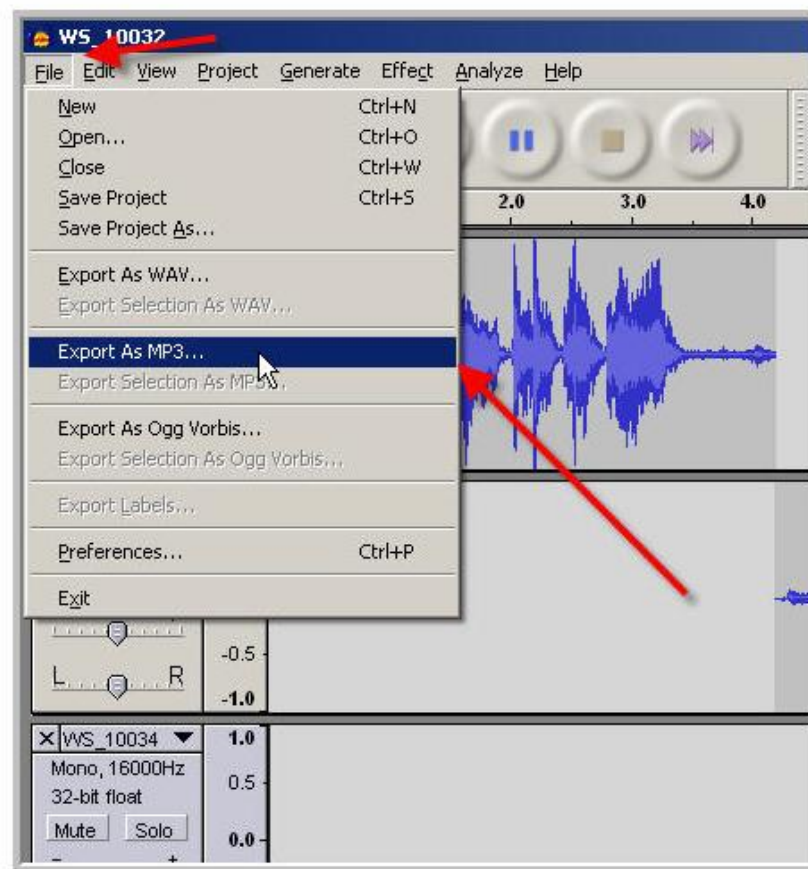 WS_10032
File Edit View Project Generate Effect Analyze Help
New Ctrl+N
Open... Ctrl+O
Close Ctrl+W
Save Project Ctrl+S
Save Project As...
2.0 3.0 4.0
Export As WAV...
Export Selection As WAV...
Export As MP3...
Export Selection As MP3...
Export As Ogg Vorbis...
Export Selection As Ogg Vorbis...
Export Labels...
Preferences... Ctrl+P
Exit
-0.5
L R
-1.0
X WS_10034 1.0
Mono, 16000Hz
0.5
32-bit float
Mute Solo
0.0
- +